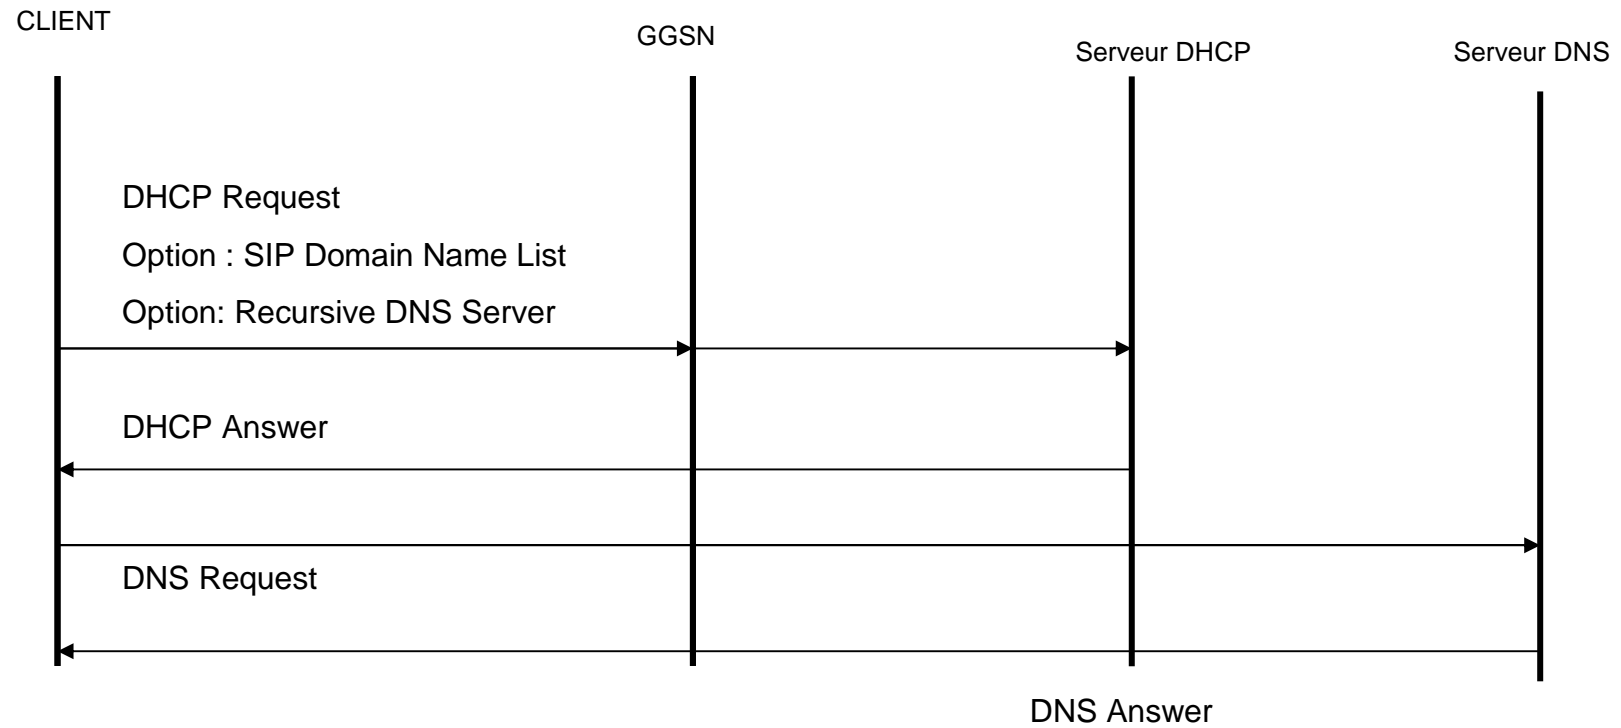 CLIENT
GGSN
Serveur DHCP
Serveur DNS
DHCP Request
Option : SIP Domain Name List
Option: Recursive DNS Server
DHCP Answer
DNS Request
DNS Answer